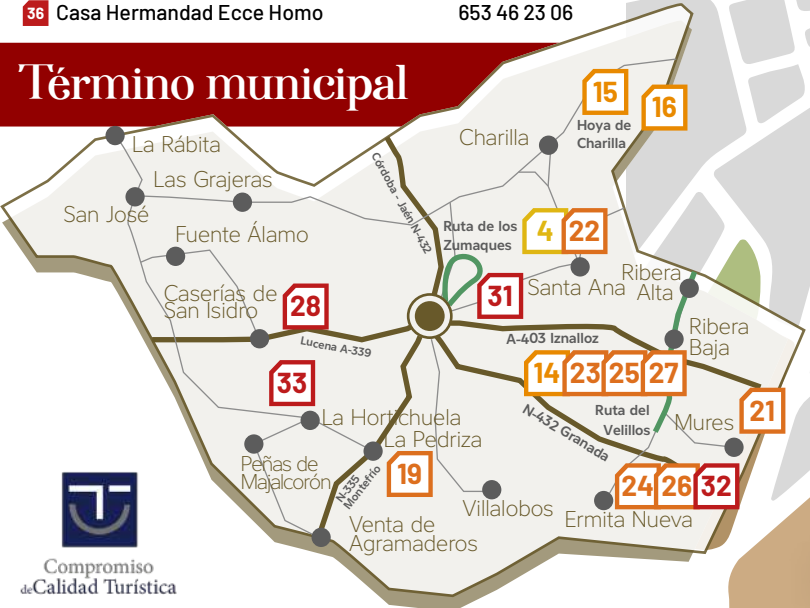 36 Casa Hermandad Ecce Homo 653 46 23 06
Término municipal
15
16
Hoya de
Charilla
Charilla
La Rábita
Las Grajeras
San José
Córdoba - Jaén N-432
Fuente Álamo
Ruta de los
Zumaques
4 22
Santa Ana
Ribera
Alta
Caserías de
San Isidro
28
31
Lucena A-339
A-403 Iznalloz
Ribera
Baja
33
14 23 25 27
21
La Hortichuela
La Pedriza
N-432 Granada
Ruta del
Velillos
Mures
Peñas de
Majalcorón
N-335
Montefrío
19
24 26 32
Villalobos
Ermita Nueva
Venta de
Agramaderos
Compromiso
de Calidad Turística